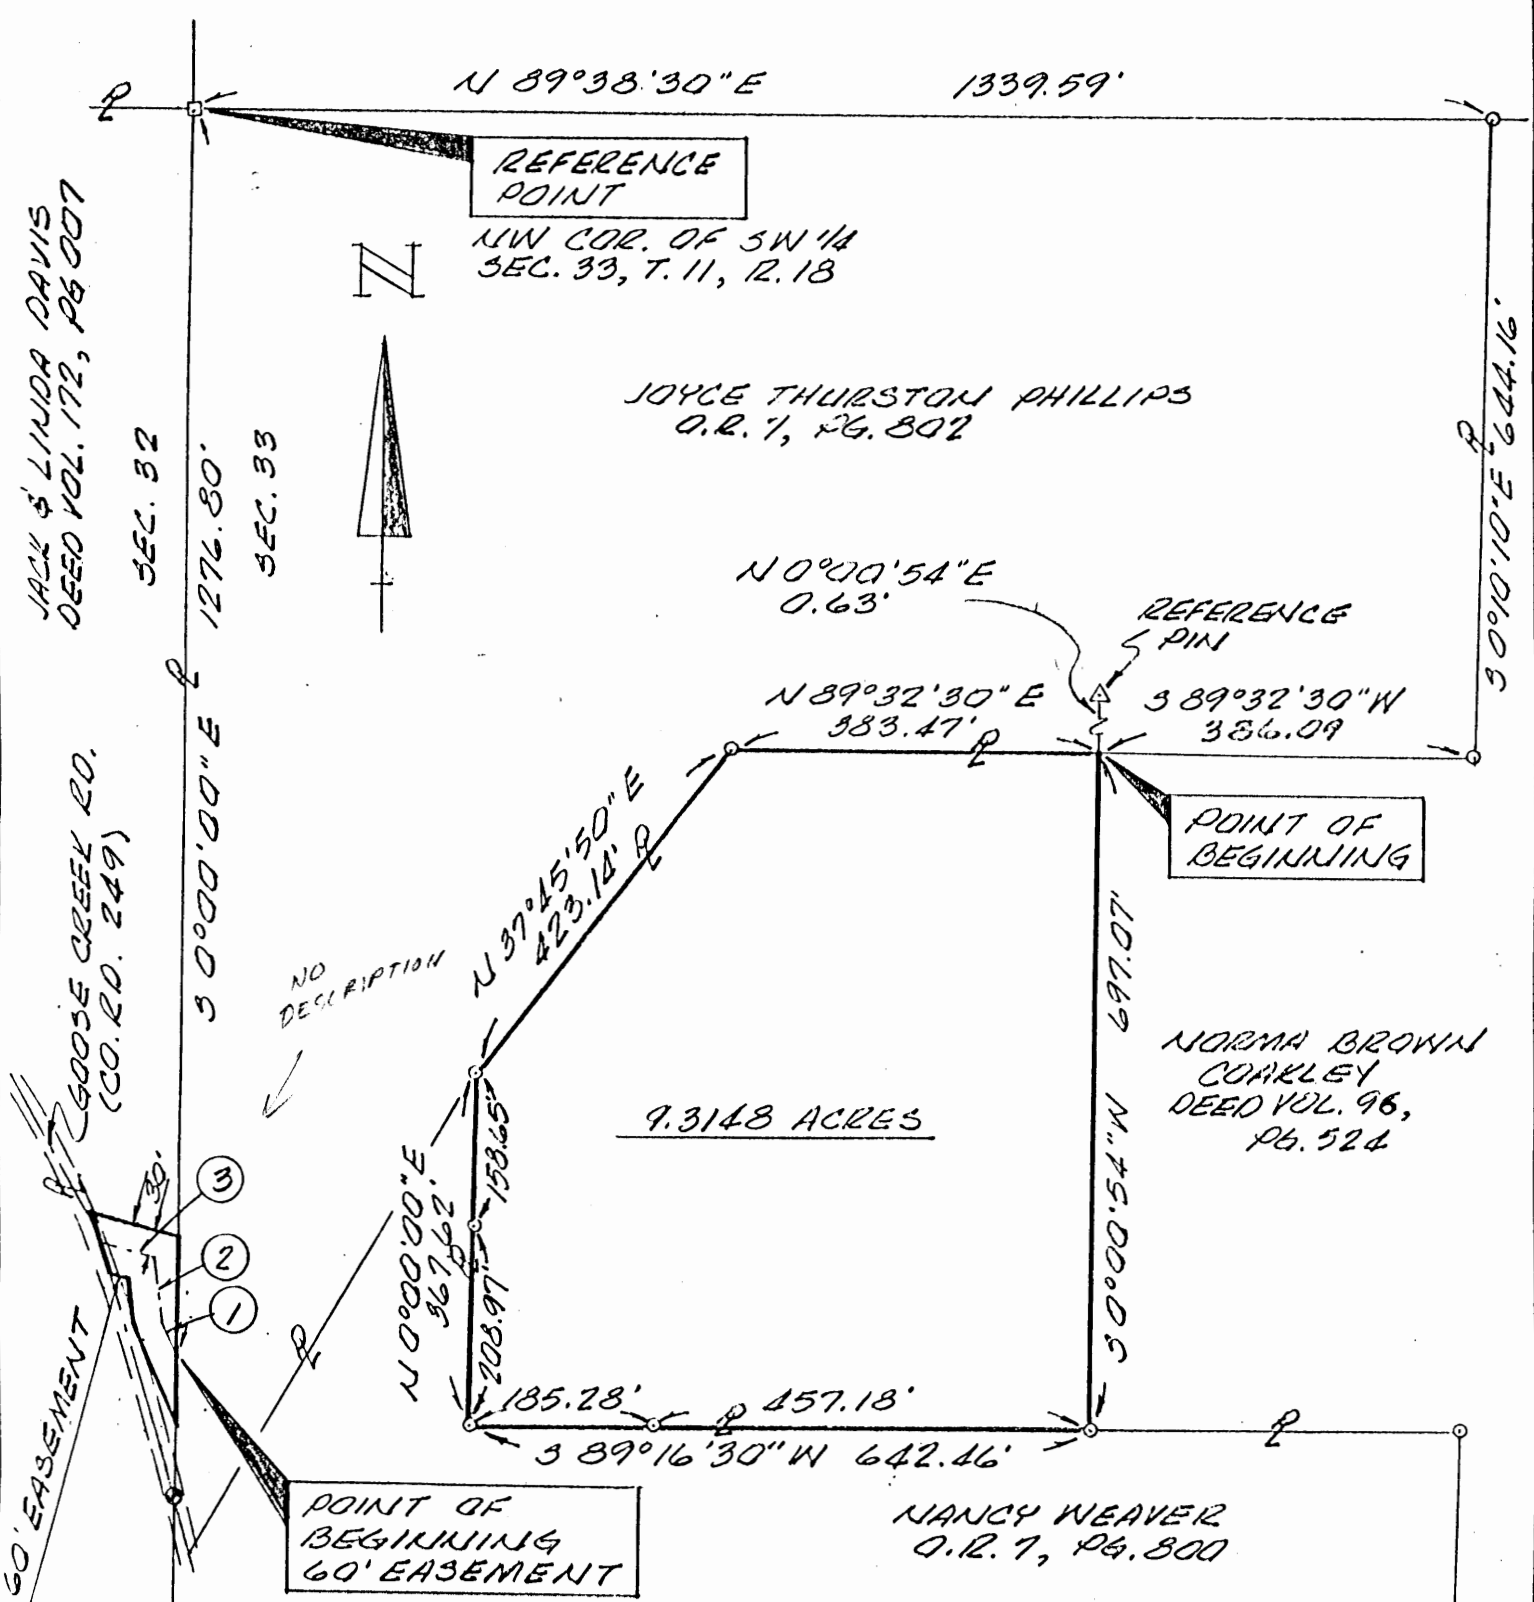 N 89°38'30"E 1339.59'
REFERENCE
POINT
NW COR. OF SW 1/4
SEC. 33, T. 11, R. 18
N
JACK & LINDA DAVIS
DEED VOL. 172, PG 007
SEC. 32
S 0°00'00"E 1276.80'
SEC. 33
JOYCE THURSTON PHILLIPS
O.R. 7, PG. 802
S 0°01'10"E 644.16'
N 0°00'54"E
0.63'
REFERENCE
PIN
N 89°32'30"E
383.47'
S 89°32'30"W
386.09
POINT OF
BEGINNING
N 37°45'50"E
423.14'
GOOSE CREEK RD.
(CO. RD. 249)
NO
DESCRIPTION
S 0°00'54"W 697.07'
NORMA BROWN
COAKLEY
DEED VOL. 96,
PG. 524
9.3148 ACRES
N 0°00'00"E
367.62'
158.65'
208.97'
30'
3
2
1
60' EASEMENT
185.28' 457.18'
S 89°16'30"W 642.46'
POINT OF
BEGINNING
60' EASEMENT
NANCY WEAVER
O.R. 7, PG. 800